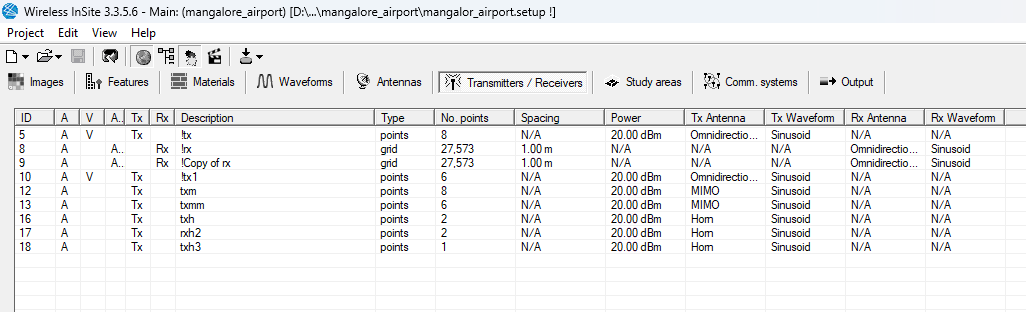 Wireless InSite 3.3.5.6 - Main: (mangalore_airport) [D:\...\mangalore_airport\mangalor_airport.setup !]
Project Edit View Help
Images Features Materials Waveforms Antennas Transmitters / Receivers Study areas Comm. systems Output
ID A V A.. Tx Rx Description Type No. points Spacing Power Tx Antenna Tx Waveform Rx Antenna Rx Waveform
5 A V Tx !tx points 8 N/A 20.00 dBm Omnidirectio... Sinusoid N/A N/A
8 A A.. Rx !rx grid 27,573 1.00 m N/A N/A N/A Omnidirectio... Sinusoid
9 A A.. Rx !Copy of rx grid 27,573 1.00 m N/A N/A N/A Omnidirectio... Sinusoid
10 A V Tx !tx1 points 6 N/A 20.00 dBm Omnidirectio... Sinusoid N/A N/A
12 A Tx txm points 8 N/A 20.00 dBm MIMO Sinusoid N/A N/A
13 A Tx txmm points 6 N/A 20.00 dBm MIMO Sinusoid N/A N/A
16 A Tx txh points 2 N/A 20.00 dBm Horn Sinusoid N/A N/A
17 A Tx rxh2 points 2 N/A 20.00 dBm Horn Sinusoid N/A N/A
18 A Tx txh3 points 1 N/A 20.00 dBm Horn Sinusoid N/A N/A